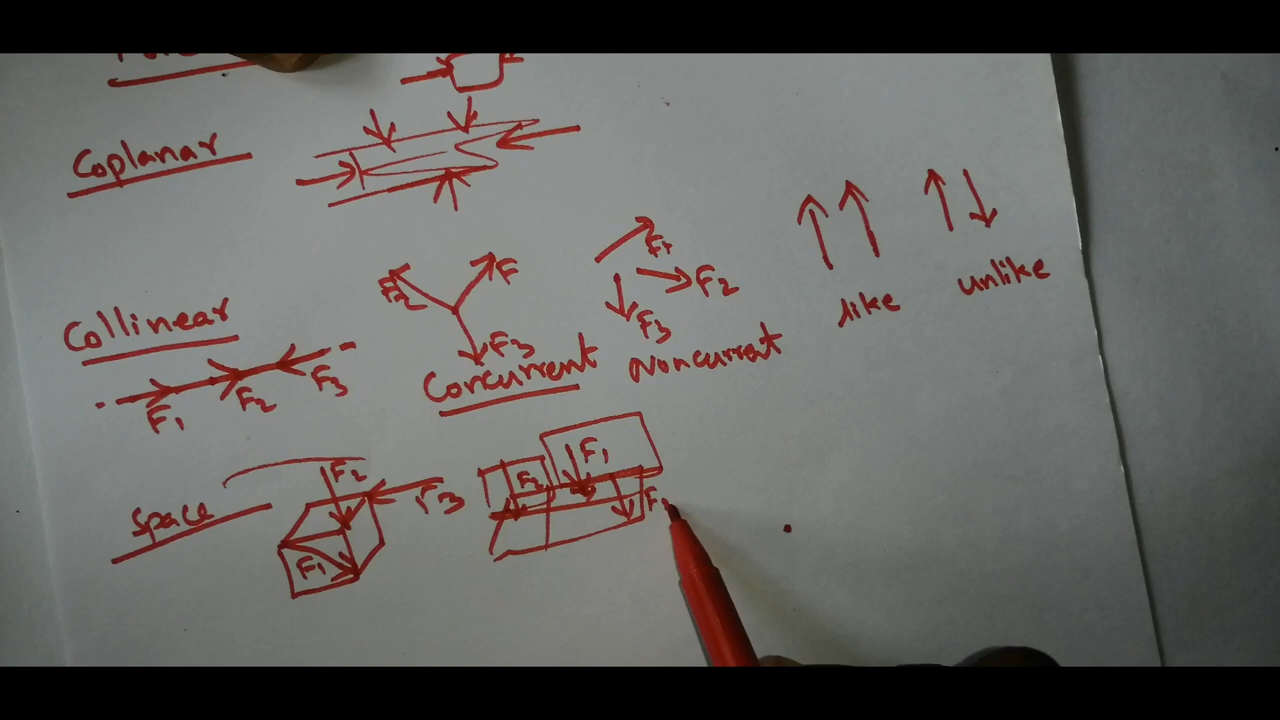 Coplanar
F2 F F1 F2 like unlike
Collinear F3 F3
F1 F2 F3 Concurrent Noncurrent
Space F2 F3 F2 F1
F1